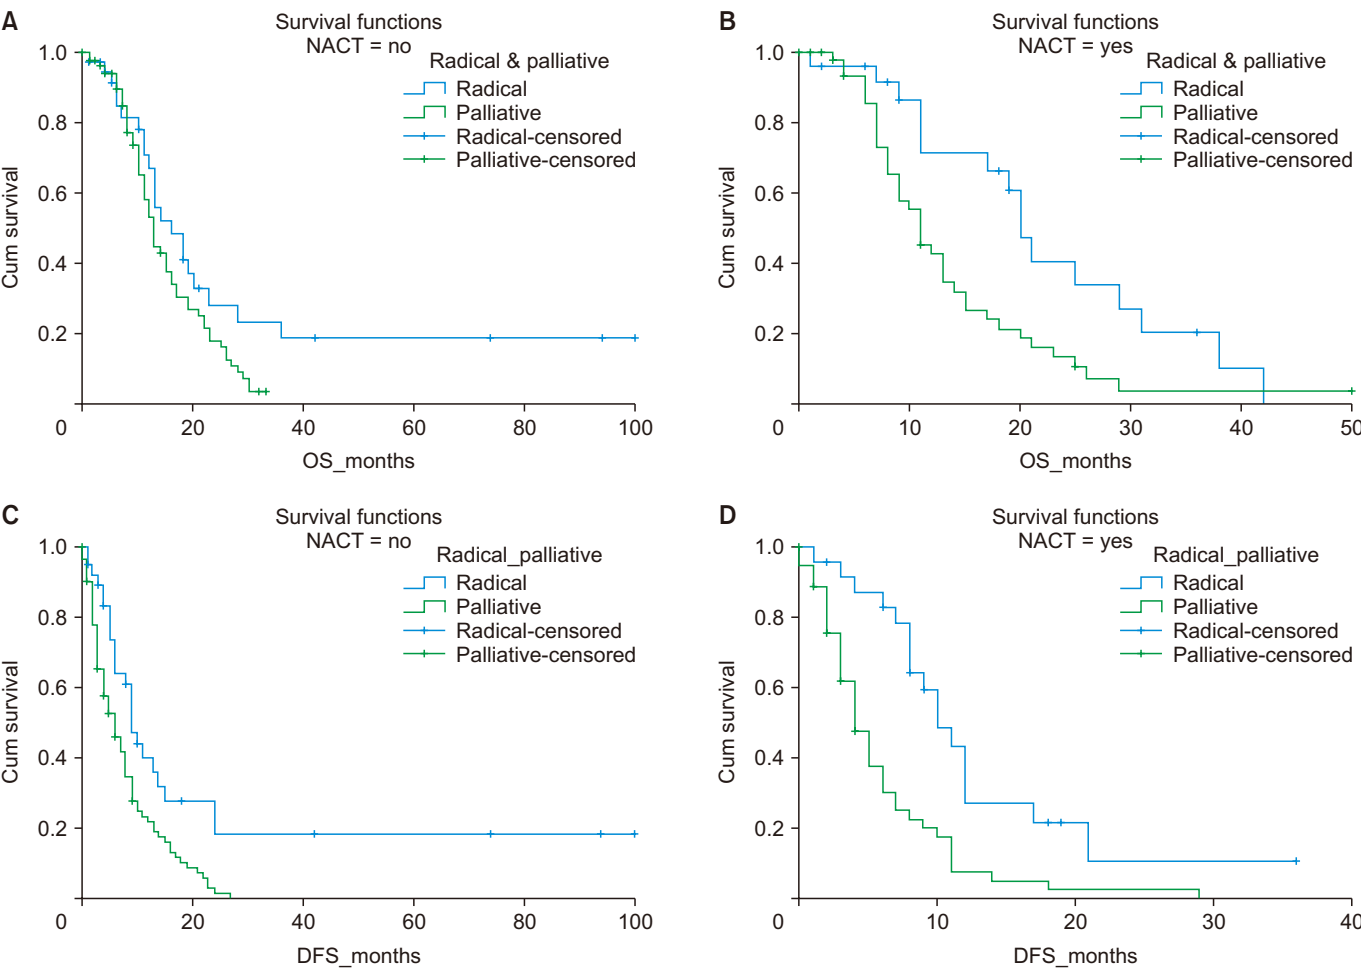 A
Survival functions
NACT = no
Radical & palliative
Radical
Palliative
Radical-censored
Palliative-censored
1.0
0.8
0.6
0.4
0.2
Cum survival
0 20 40 60 80 100
OS_months
B
Survival functions
NACT = yes
Radical & palliative
Radical
Palliative
Radical-censored
Palliative-censored
1.0
0.8
0.6
0.4
0.2
Cum survival
0 10 20 30 40 50
OS_months
C
Survival functions
NACT = no
Radical_palliative
Radical
Palliative
Radical-censored
Palliative-censored
1.0
0.8
0.6
0.4
0.2
Cum survival
0 20 40 60 80 100
DFS_months
D
Survival functions
NACT = yes
Radical_palliative
Radical
Palliative
Radical-censored
Palliative-censored
1.0
0.8
0.6
0.4
0.2
Cum survival
0 10 20 30 40
DFS_months